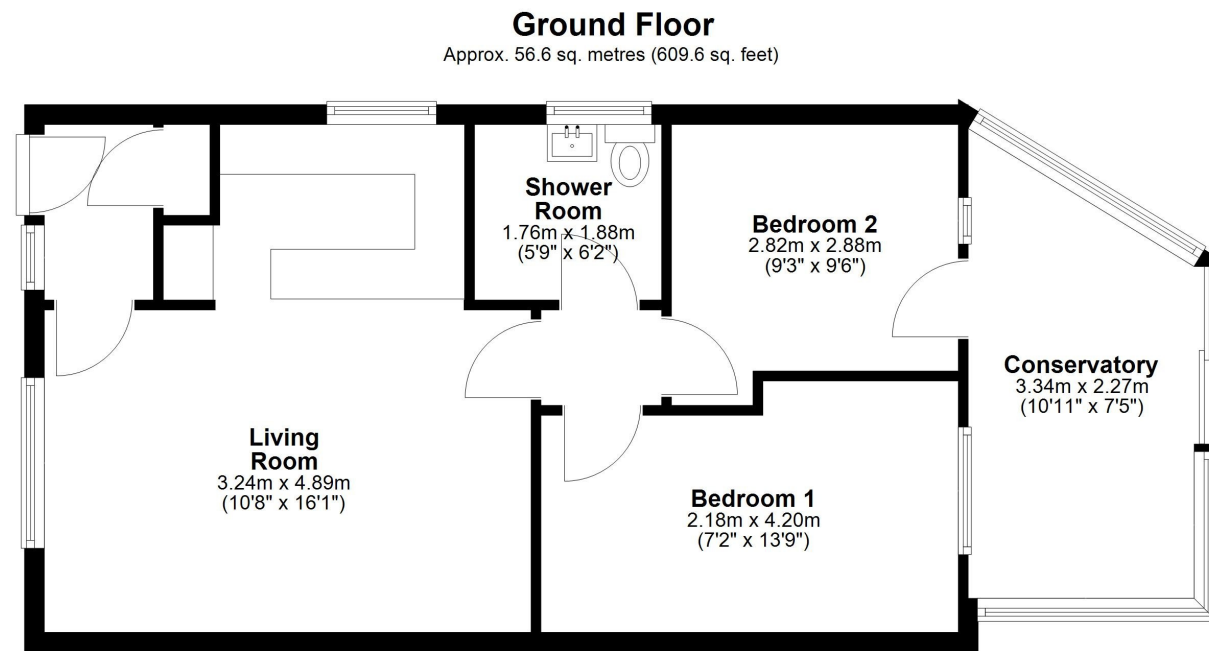 Ground Floor
Approx. 56.6 sq. metres (609.6 sq. feet)
Shower
Room
1.76m x 1.88m
(5'9" x 6'2")
Bedroom 2
2.82m x 2.88m
(9'3" x 9'6")
Conservatory
3.34m x 2.27m
(10'11" x 7'5")
Living
Room
3.24m x 4.89m
(10'8" x 16'1")
Bedroom 1
2.18m x 4.20m
(7'2" x 13'9")